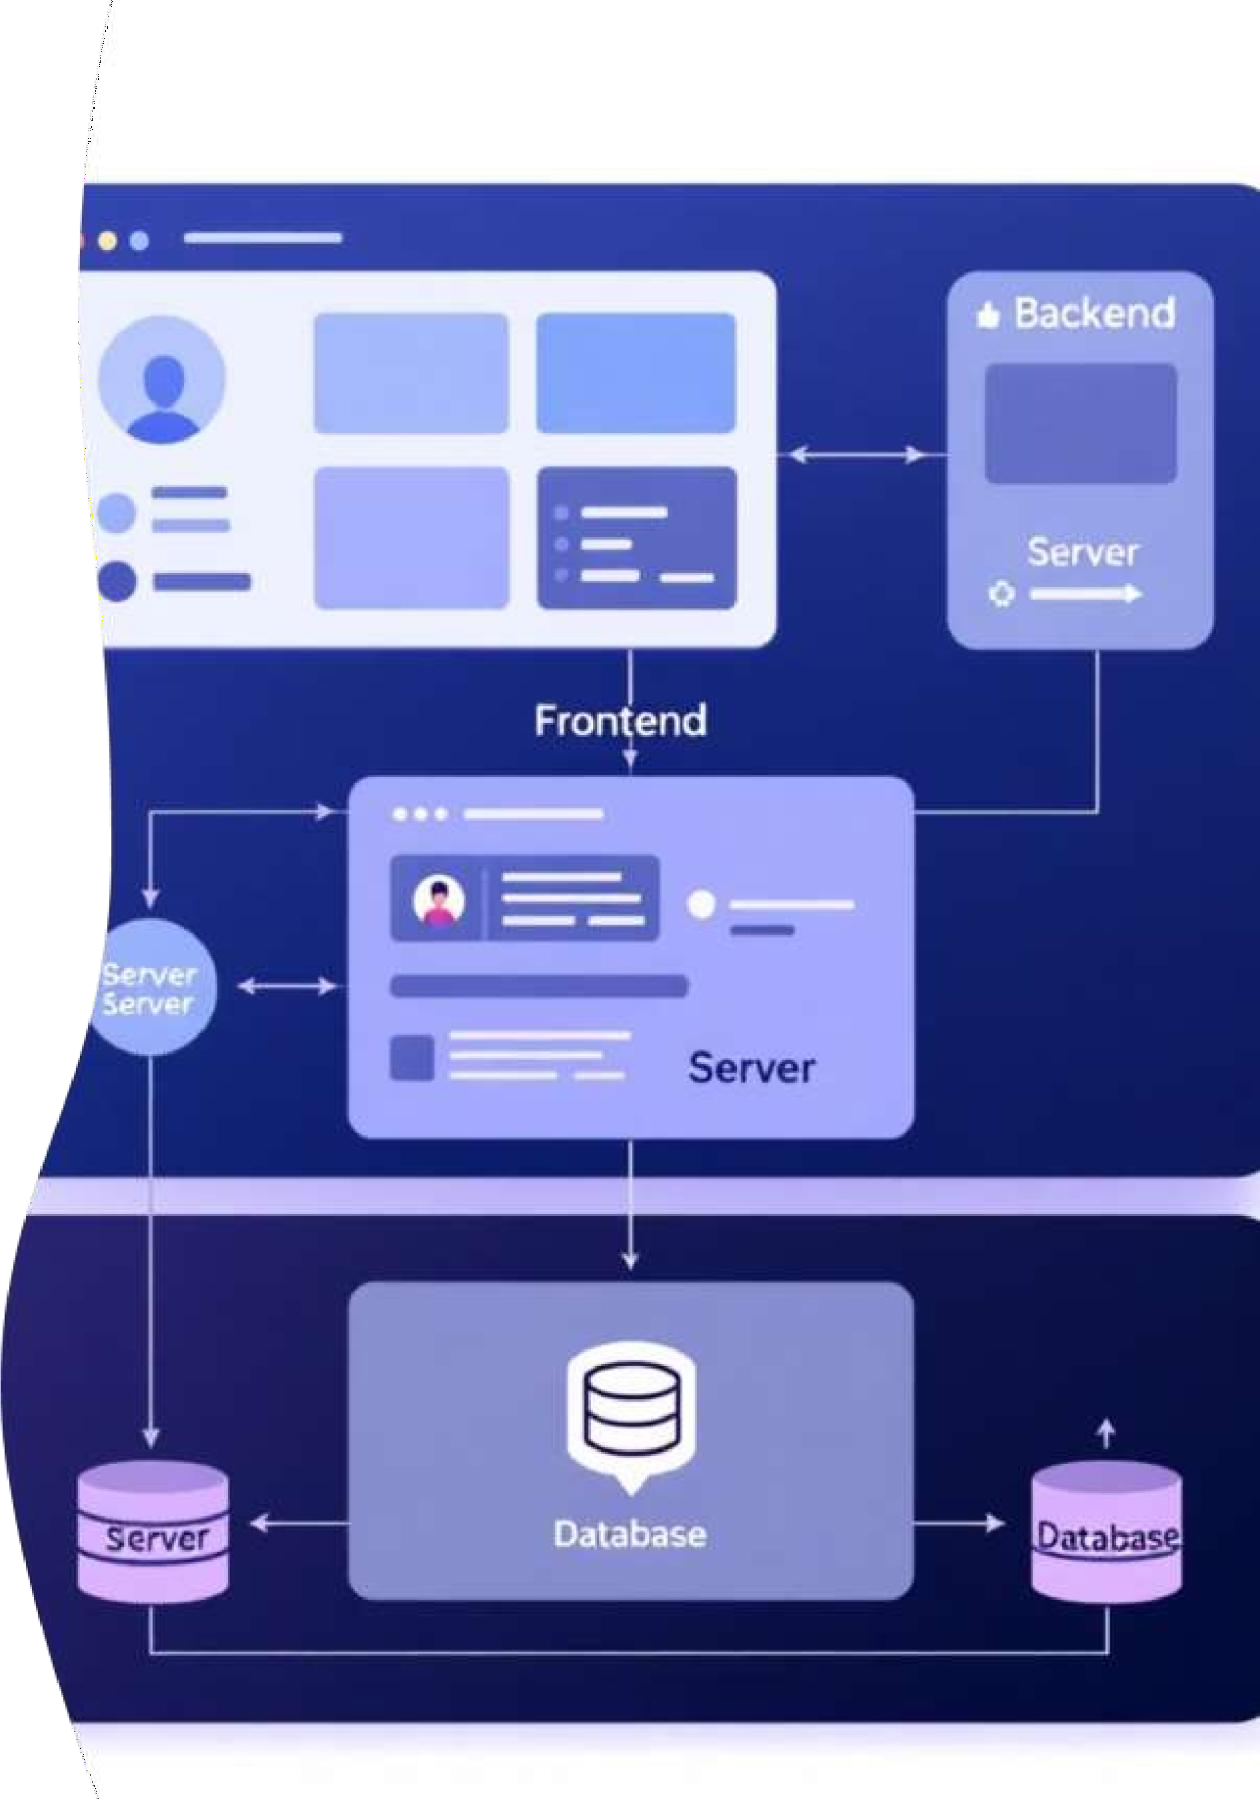 Backend
Server
Frontend
Server
Server
Server
Database
Server
Database